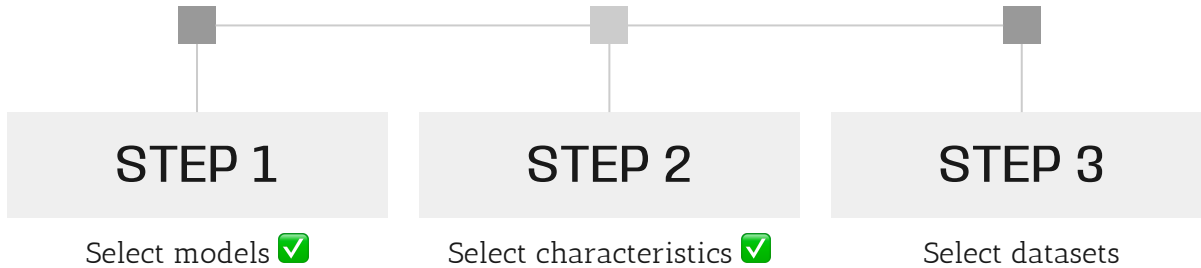 STEP 1 STEP 2 STEP 3
Select models ✅ Select characteristics ✅ Select datasets